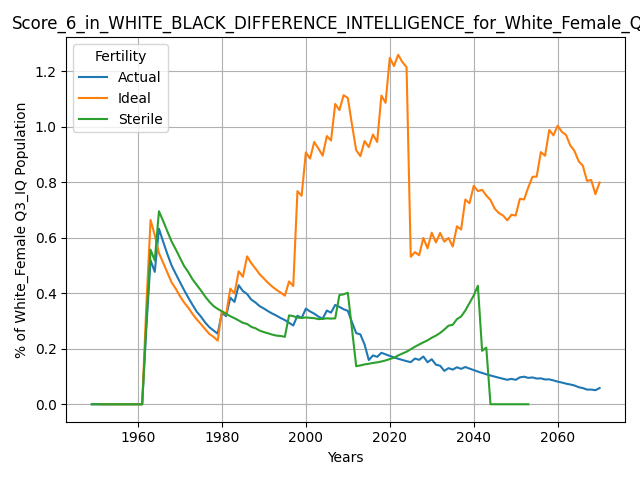 Score_6_in_WHITE_BLACK_DIFFERENCE_INTELLIGENCE_for_White_Female_Q
Fertility
Actual
Ideal
Sterile
% of White_Female Q3_IQ Population
1.2
1.0
0.8
0.6
0.4
0.2
0.0
1960 1980 2000 2020 2040 2060
Years